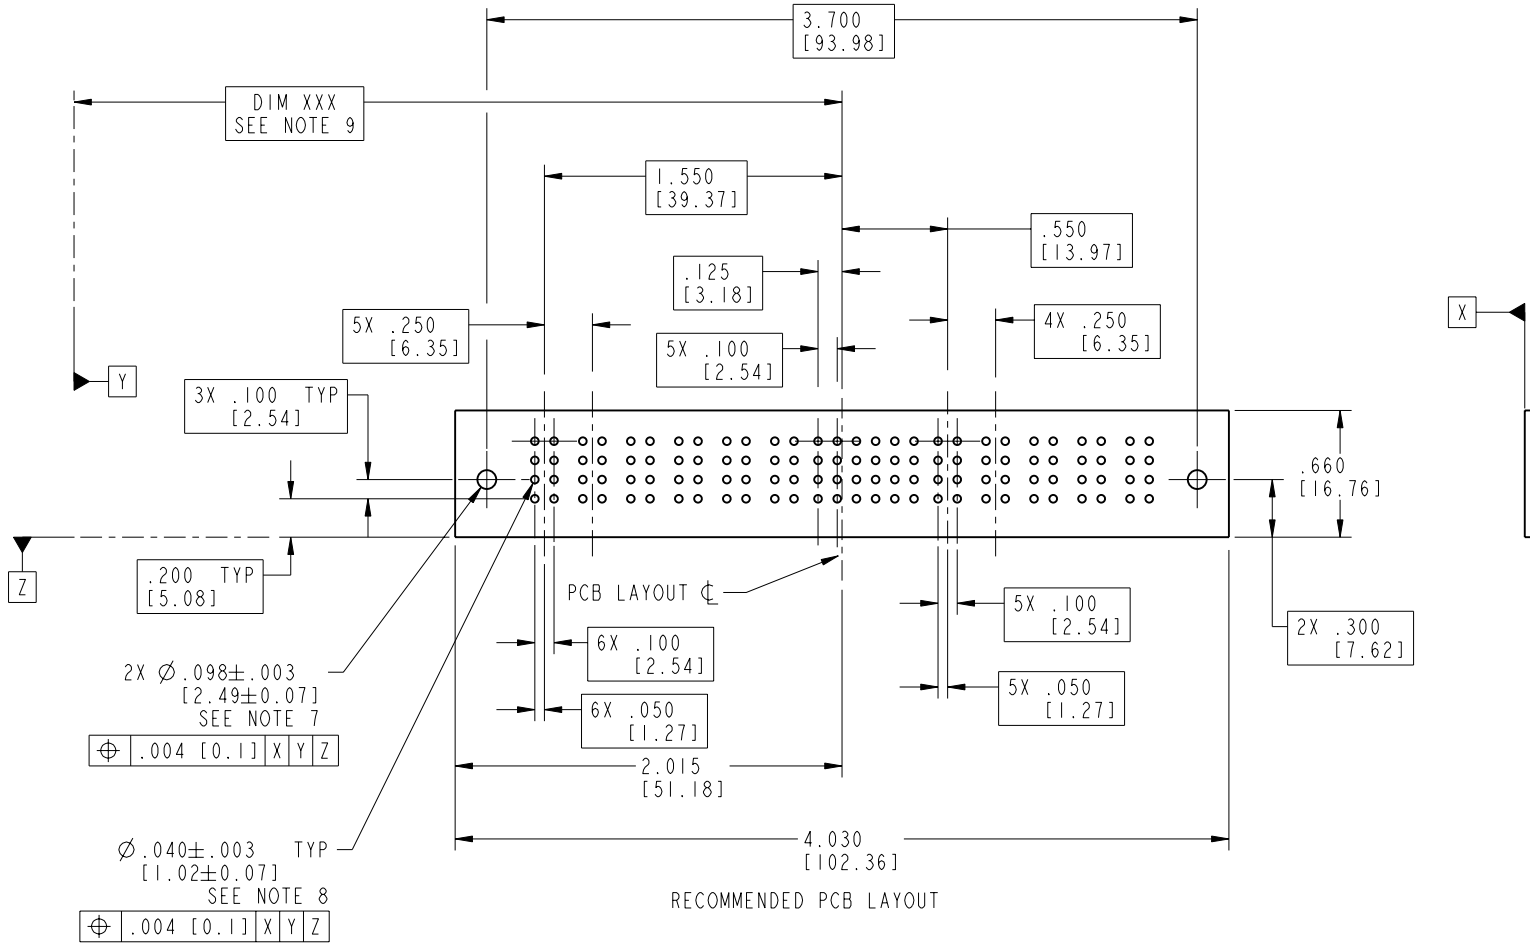 3.700
[93.98]
DIM XXX
SEE NOTE 9
1.550
[39.37]
.550
[13.97]
.125
[3.18]
5X .250
[6.35]
5X .100
[2.54]
4X .250
[6.35]
X
Y
3X .100 TYP
[2.54]
.660
[16.76]
Z
.200 TYP
[5.08]
PCB LAYOUT ℄
5X .100
[2.54]
2X .300
[7.62]
6X .100
[2.54]
2X Ø.098±.003
[2.49±0.07]
SEE NOTE 7
⌖ .004 [0.1] X Y Z
5X .050
[1.27]
6X .050
[1.27]
2.015
[51.18]
4.030
[102.36]
Ø.040±.003 TYP
[1.02±0.07]
SEE NOTE 8
⌖ .004 [0.1] X Y Z
RECOMMENDED PCB LAYOUT